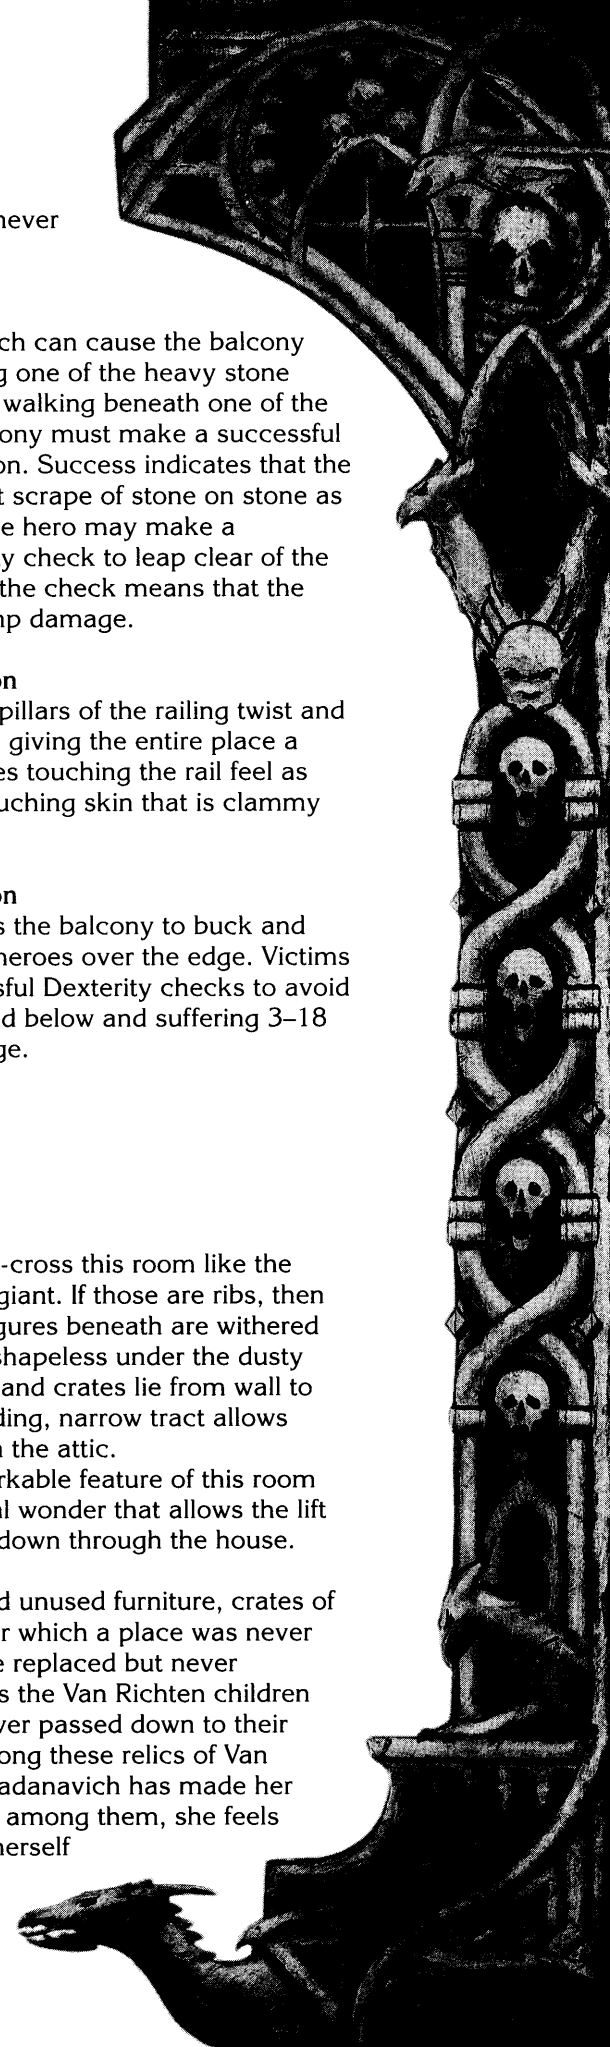 never
ch can cause the balcony
g one of the heavy stone
walking beneath one of the
ony must make a successful
on. Success indicates that the
t scrape of stone on stone as
e hero may make a
y check to leap clear of the
the check means that the
np damage.
on
pillars of the railing twist and
giving the entire place a
es touching the rail feel as
uching skin that is clammy
on
s the balcony to buck and
heroes over the edge. Victims
sful Dexterity checks to avoid
d below and suffering 3–18
ge.
-cross this room like the
giant. If those are ribs, then
gures beneath are withered
shapeless under the dusty
and crates lie from wall to
ding, narrow tract allows
n the attic.
rkable feature of this room
al wonder that allows the lift
down through the house.
d unused furniture, crates of
r which a place was never
e replaced but never
s the Van Richten children
ver passed down to their
ong these relics of Van
adanavich has made her
among them, she feels
herself